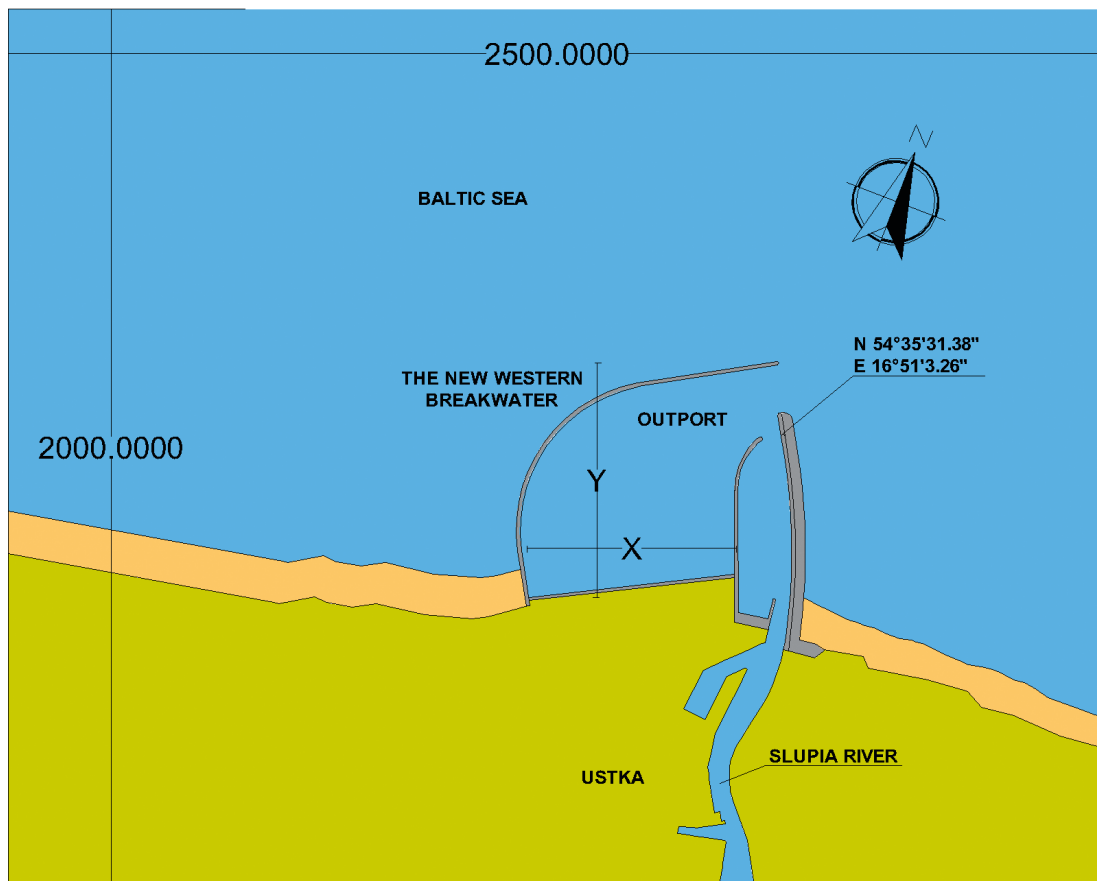 2500.0000
N
BALTIC SEA
N 54°35'31.38"
E 16°51'3.26"
THE NEW WESTERN
BREAKWATER
OUTPORT
2000.0000
Y
X
SLUPIA RIVER
USTKA